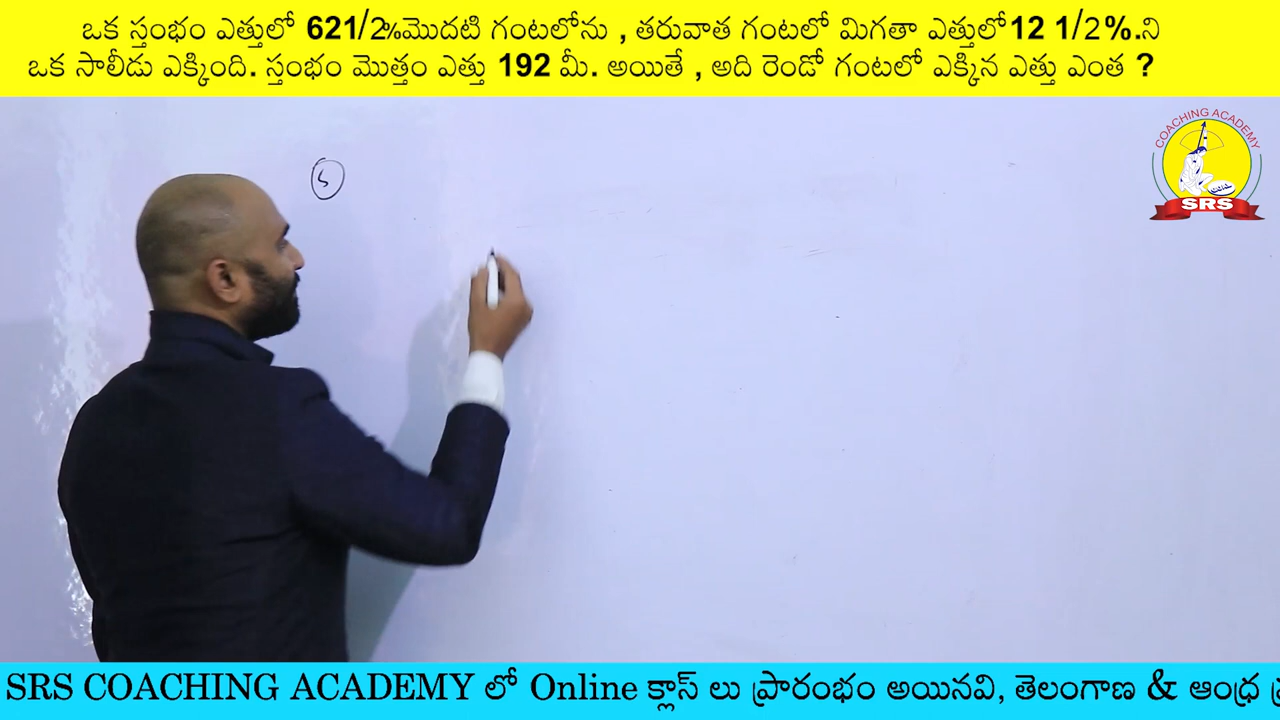 ఒక స్తంభం ఎత్తులో 621/2%మొదటి గంటలోను , తరువాత గంటలో మిగతా ఎత్తులో12 1/2%.ని
ఒక సాలీడు ఎక్కింది. స్తంభం మొత్తం ఎత్తు 192 మీ. అయితే , అది రెండో గంటలో ఎక్కిన ఎత్తు ఎంత ?
COACHING ACADEMY
SRS
SRS COACHING ACADEMY లో Online క్లాస్ లు ప్రారంభం అయినవి, తెలంగాణ & ఆంధ్ర